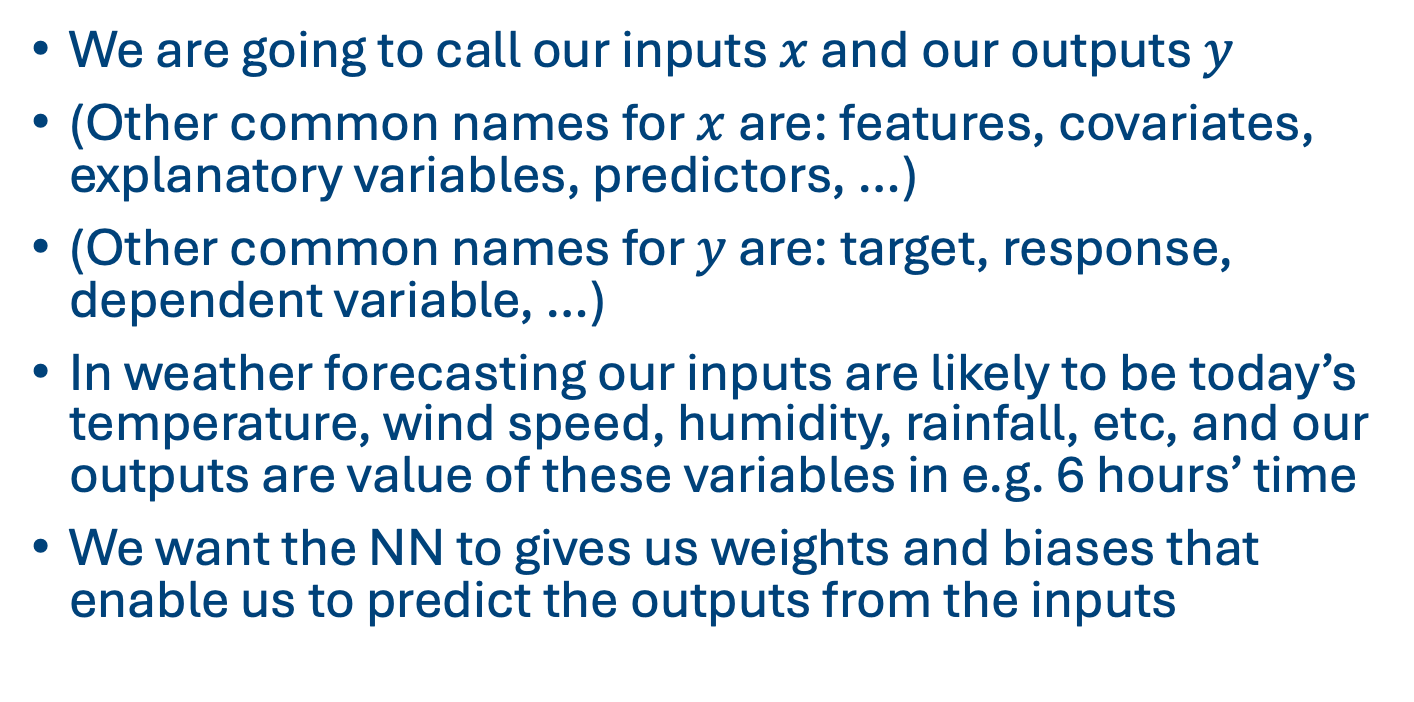 • We are going to call our inputs x and our outputs y
• (Other common names for x are: features, covariates,
explanatory variables, predictors, …)
• (Other common names for y are: target, response,
dependent variable, …)
• In weather forecasting our inputs are likely to be today’s
temperature, wind speed, humidity, rainfall, etc, and our
outputs are value of these variables in e.g. 6 hours’ time
• We want the NN to gives us weights and biases that
enable us to predict the outputs from the inputs